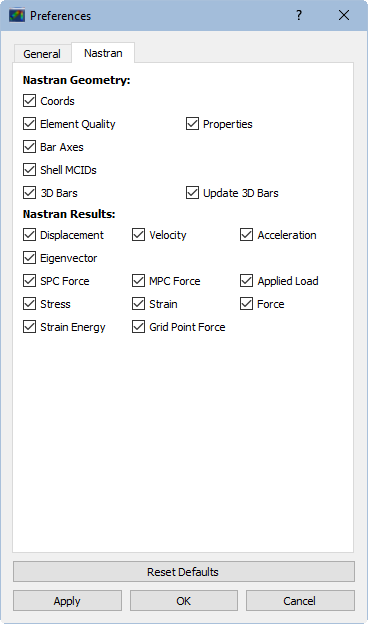 Preferences ?
General Nastran
Nastran Geometry:
Coords
Element Quality Properties
Bar Axes
Shell MCIDs
3D Bars Update 3D Bars
Nastran Results:
Displacement Velocity Acceleration
Eigenvector
SPC Force MPC Force Applied Load
Stress Strain Force
Strain Energy Grid Point Force
Reset Defaults
Apply OK Cancel